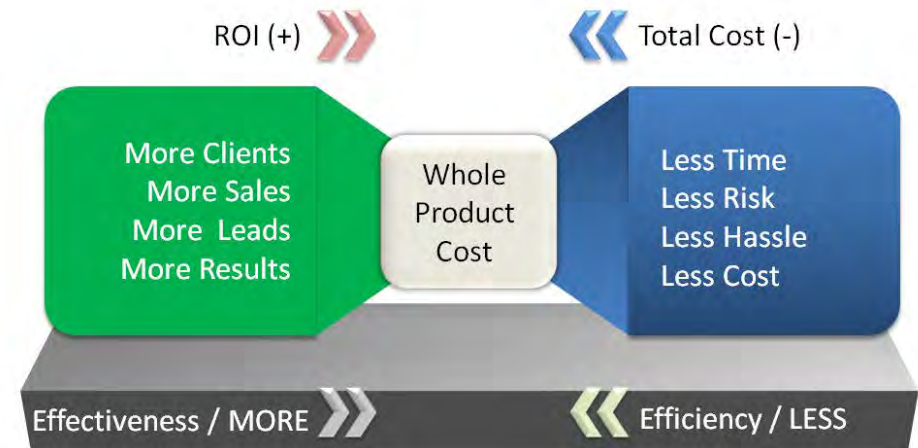 ROI (+)
Total Cost (-)
More Clients
More Sales
More Leads
More Results
Whole
Product
Cost
Less Time
Less Risk
Less Hassle
Less Cost
Effectiveness / MORE
Efficiency / LESS